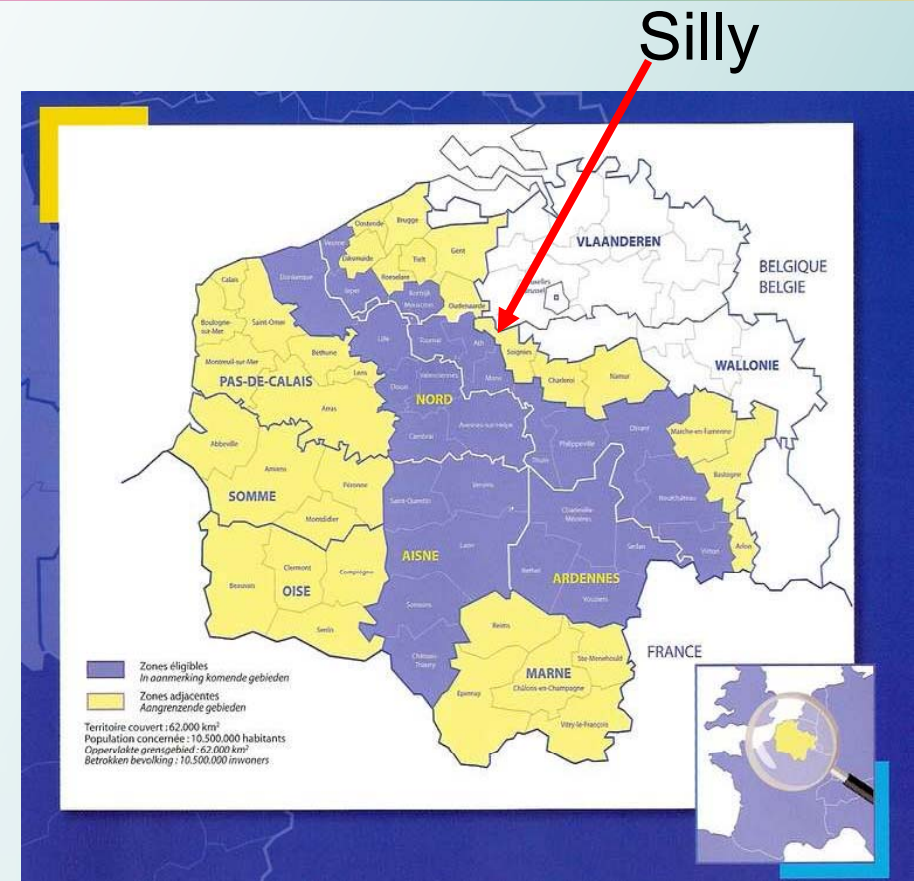 Silly
VLAANDEREN
BELGIQUE
BELGIE
WALLONIE
Oostende
Brugge
Veurne
Diksmuide
Tielt
Gent
Roeselare
Ieper
Kortrijk
Mouscron
Oudenaarde
Dunkerque
Calais
Boulogne-
sur-Mer
Saint-Omer
Montreuil-sur-Mer
Béthune
Lens
PAS-DE-CALAIS
Arras
Lille
Tournai
Ath
Soignies
Mons
Charleroi
Namur
Douai
Valenciennes
NORD
Cambrai
Avesnes-sur-Helpe
Thuin
Philippeville
Dinant
Marche-en-Famenne
Bastogne
Neufchâteau
Arlon
Virton
Abbeville
Amiens
Péronne
SOMME
Montdidier
Saint-Quentin
Vervins
Laon
AISNE
Soissons
Château-
Thierry
Charleville-
Mézières
Sedan
Rethel
ARDENNES
Vouziers
Beauvais
Clermont
Compiègne
OISE
Senlis
Reims
MARNE
Ste-Menehould
Châlons-en-Champagne
Epernay
Vitry-le-François
FRANCE
Zones éligibles
In aanmerking komende gebieden
Zones adjacentes
Aangrenzende gebieden
Territoire couvert : 62.000 km²
Population concernée : 10.500.000 habitants
Oppervlakte grensgebied : 62.000 km²
Betrokken bevolking : 10.500.000 inwoners